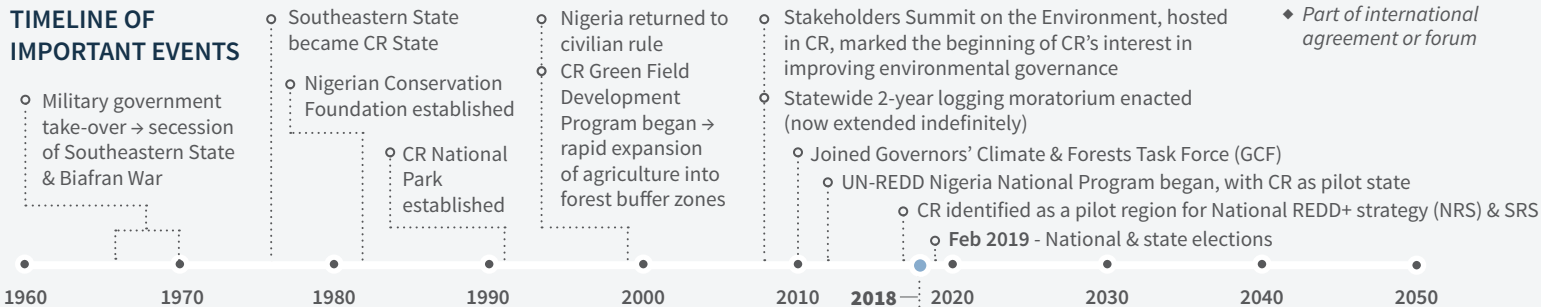 TIMELINE OF
IMPORTANT EVENTS
Military government
take-over → secession
of Southeastern State
& Biafran War
Southeastern State
became CR State
Nigerian Conservation
Foundation established
CR National
Park
established
Nigeria returned to
civilian rule
CR Green Field
Development
Program began →
rapid expansion
of agriculture into
forest buffer zones
Stakeholders Summit on the Environment, hosted
in CR, marked the beginning of CR’s interest in
improving environmental governance
Statewide 2-year logging moratorium enacted
(now extended indefinitely)
Joined Governors’ Climate & Forests Task Force (GCF)
UN-REDD Nigeria National Program began, with CR as pilot state
CR identified as a pilot region for National REDD+ strategy (NRS) & SRS
Feb 2019 - National & state elections
Part of international
agreement or forum
1960 1970 1980 1990 2000 2010 2018 2020 2030 2040 2050